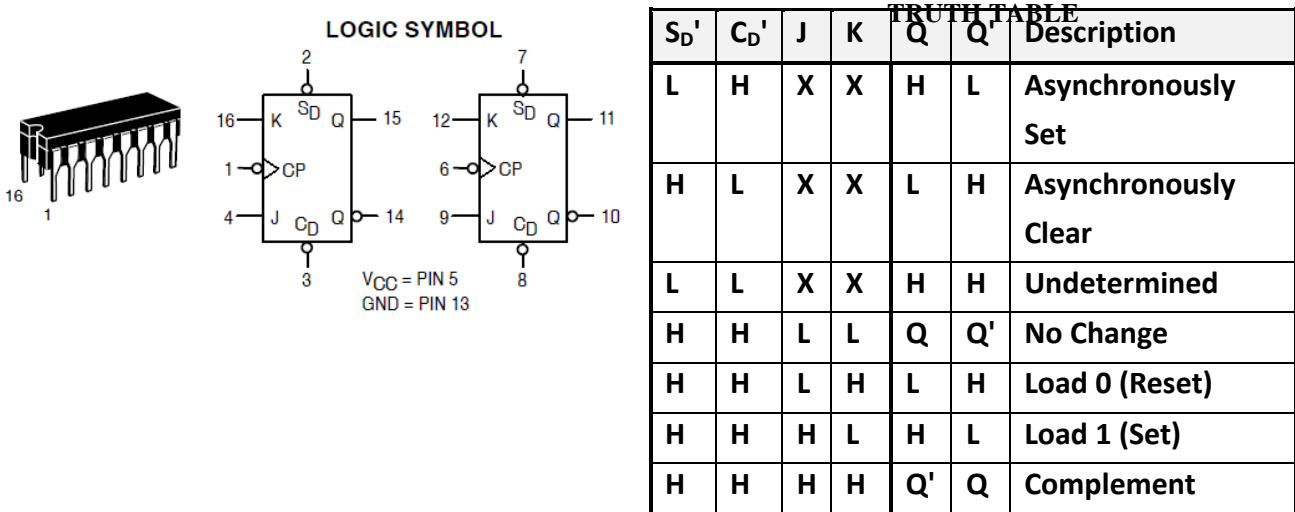 LOGIC SYMBOL
2
16 K SD Q 15
1 CP
4 J CD Q 14
3
7
12 K SD Q 11
6 CP
9 J CD Q 10
8
VCC = PIN 5
GND = PIN 13
16
1
TRUTH TABLE
SD' CD' J K Q Q' Description
L H X X H L Asynchronously
Set
H L X X L H Asynchronously
Clear
L L X X H H Undetermined
H H L L Q Q' No Change
H H L H L H Load 0 (Reset)
H H H L H L Load 1 (Set)
H H H H Q' Q Complement